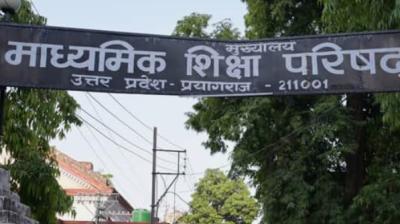 मुख्यालय
माध्यमिक शिक्षा परिषद
उत्तर प्रदेश-प्रयागराज - 211001